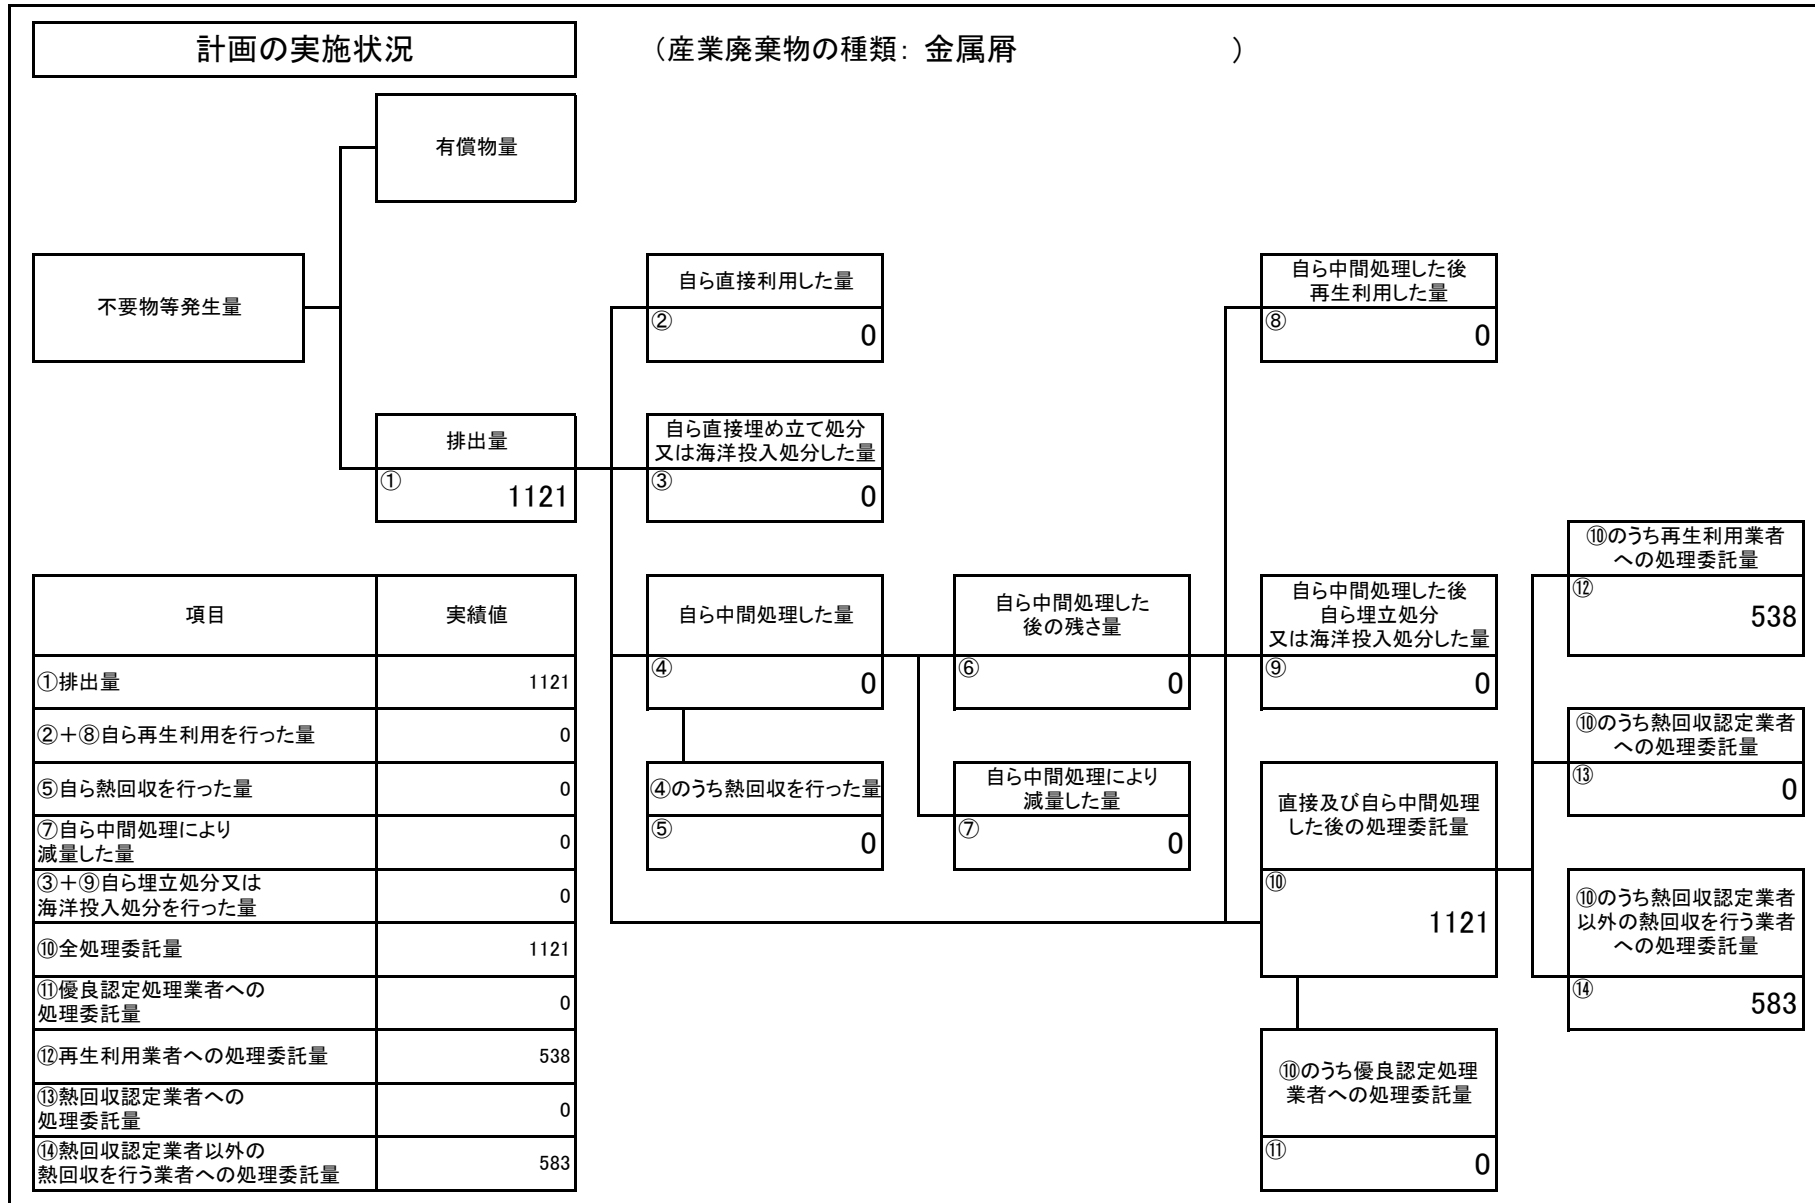 計画の実施状況
（産業廃棄物の種類： 金属屑 ）
有償物量
不要物等発生量
自ら直接利用した量
②
0
自ら中間処理した後
再生利用した量
⑧
0
排出量
①
1121
自ら直接埋め立て処分
又は海洋投入処分した量
③
0
⑩のうち再生利用業者
への処理委託量
⑫
538
自ら中間処理した量
④
0
自ら中間処理した
後の残さ量
⑥
0
自ら中間処理した後
自ら埋立処分
又は海洋投入処分した量
⑨
0
⑩のうち熱回収認定業者
への処理委託量
⑬
0
④のうち熱回収を行った量
⑤
0
自ら中間処理により
減量した量
⑦
0
直接及び自ら中間処理
した後の処理委託量
⑩
1121
⑩のうち熱回収認定業者
以外の熱回収を行う業者
への処理委託量
⑭
583
⑩のうち優良認定処理
業者への処理委託量
⑪
0
項目 実績値
①排出量 1121
②＋⑧自ら再生利用を行った量 0
⑤自ら熱回収を行った量 0
⑦自ら中間処理により
減量した量 0
③＋⑨自ら埋立処分又は
海洋投入処分を行った量 0
⑩全処理委託量 1121
⑪優良認定処理業者への
処理委託量 0
⑫再生利用業者への処理委託量 538
⑬熱回収認定業者への
処理委託量 0
⑭熱回収認定業者以外の
熱回収を行う業者への処理委託量 583